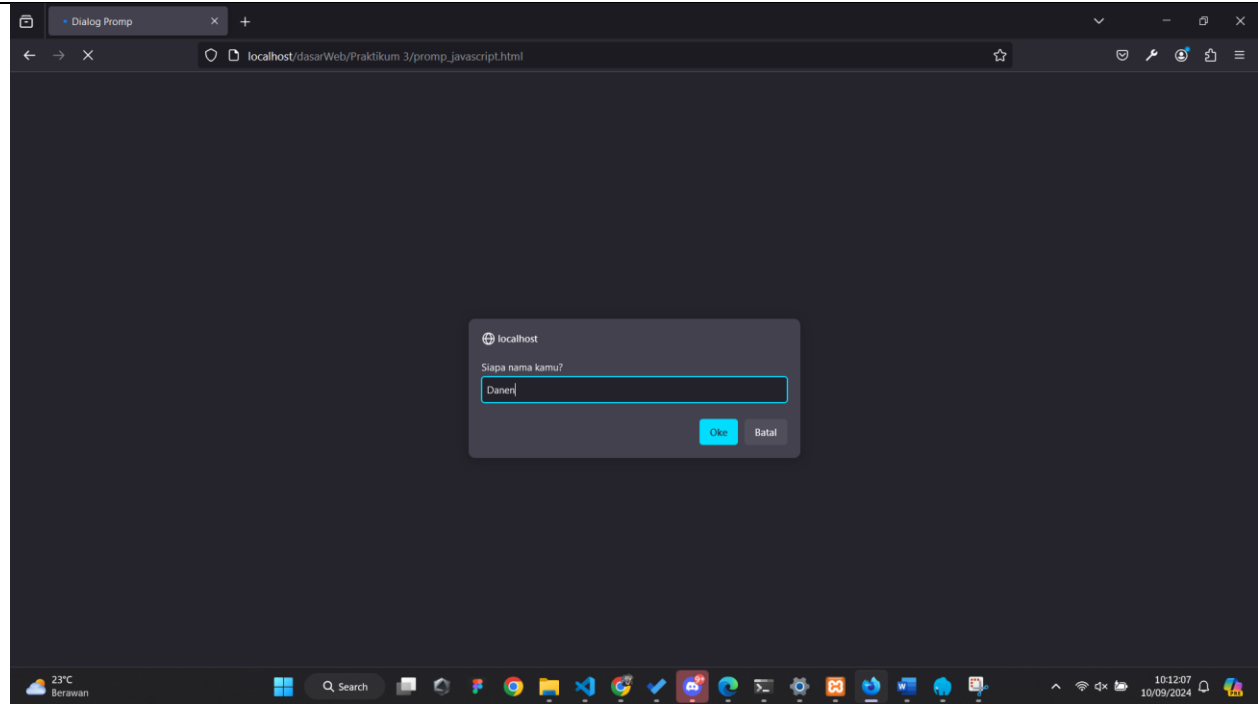 Dialog Promp
localhost/dasarWeb/Praktikum 3/promp_javascript.html
localhost
Siapa nama kamu?
Danen
Oke
Batal
23°C
Berawan
Search
9+
10:12:07
10/09/2024